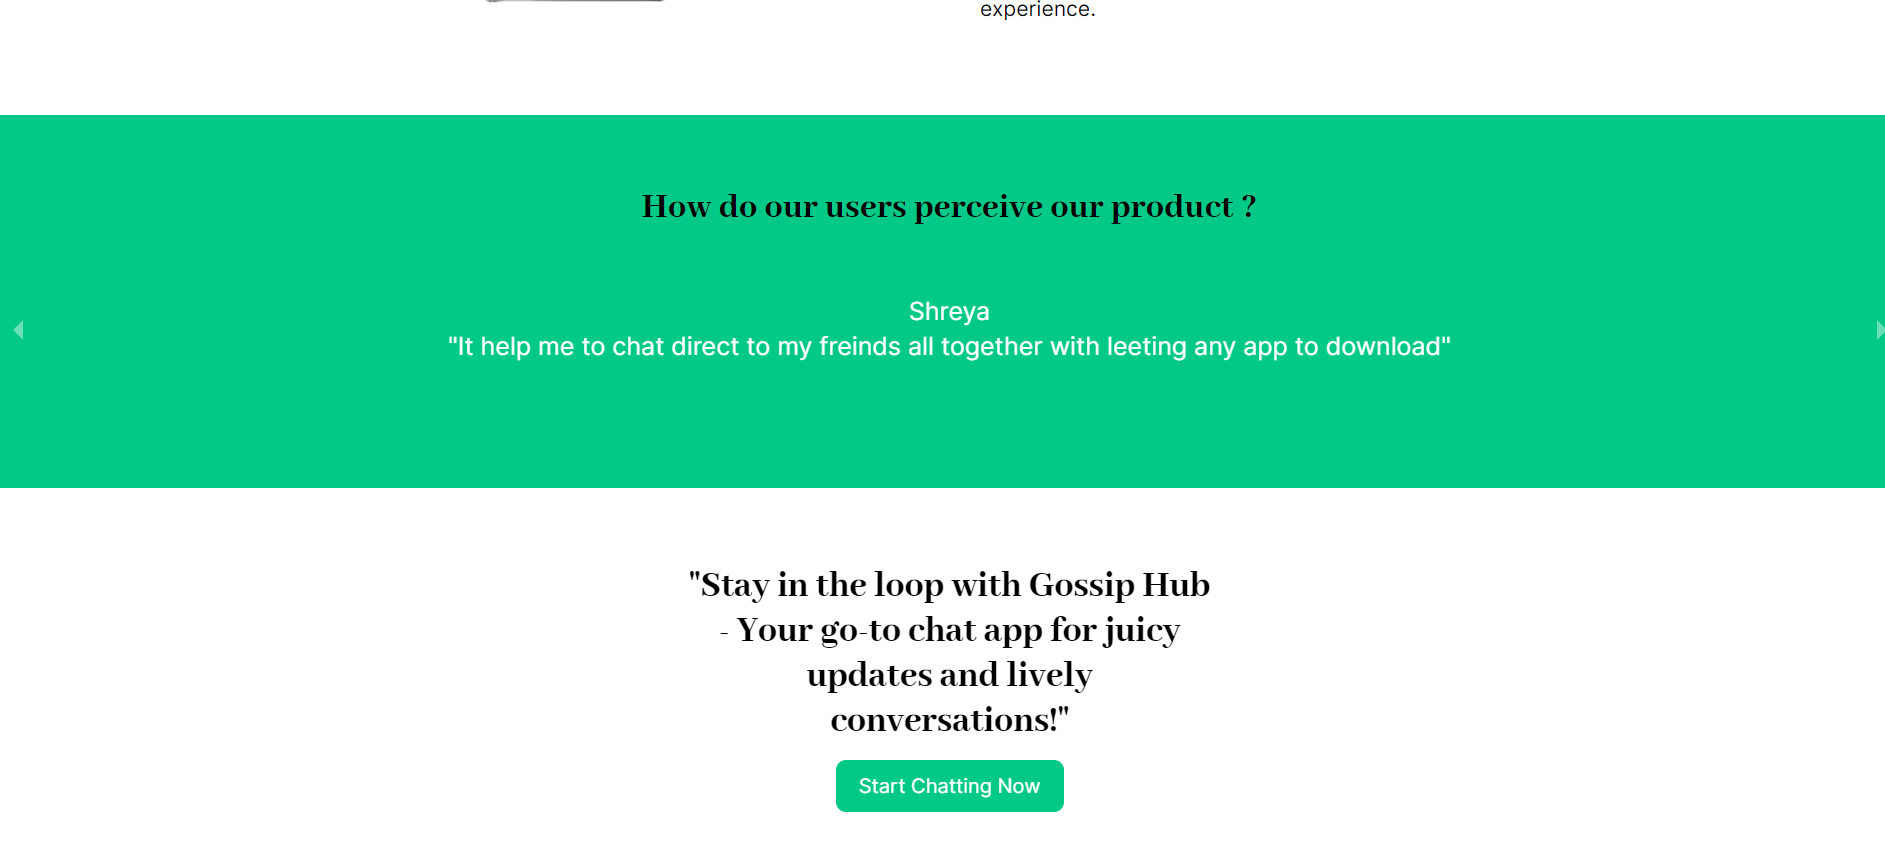 experience.
How do our users perceive our product ?
Shreya
"It help me to chat direct to my freinds all together with leeting any app to download"
"Stay in the loop with Gossip Hub
- Your go-to chat app for juicy
updates and lively
conversations!"
Start Chatting Now